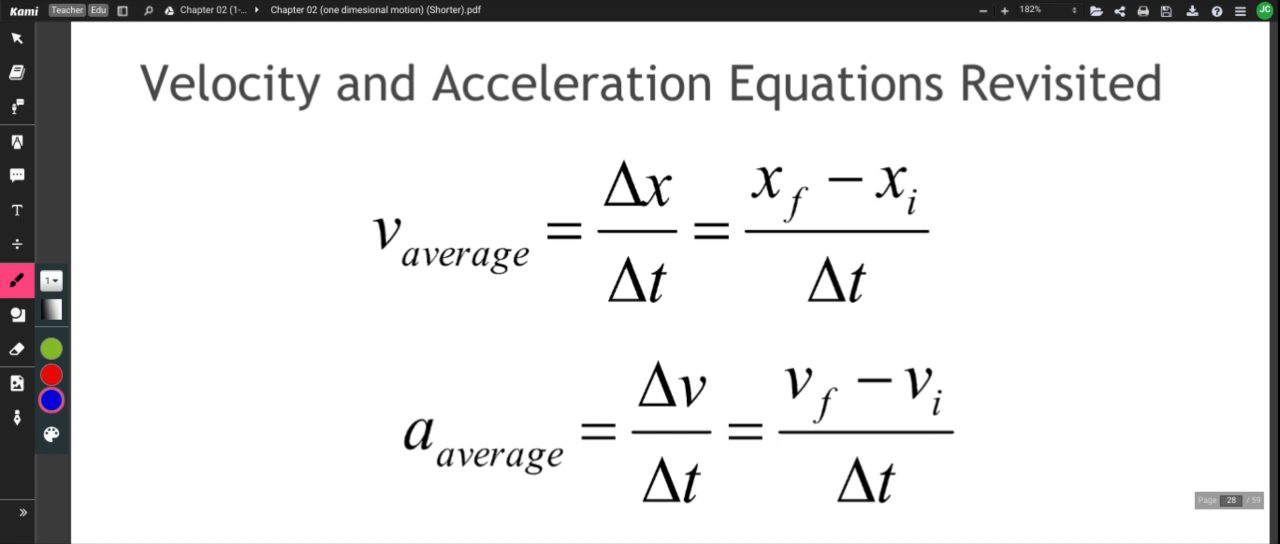 Kami Teacher Edu Chapter 02 (1-... Chapter 02 (one dimesional motion) (Shorter).pdf 182% JC
Velocity and Acceleration Equations Revisited
v_average = Δx/Δt = (x_f − x_i)/Δt
a_average = Δv/Δt = (v_f − v_i)/Δt
T
1
Page 28 / 59